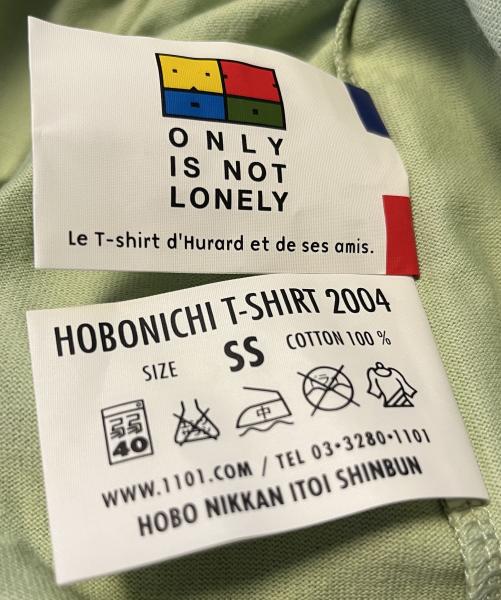 ONLY
IS NOT
LONELY
Le T-shirt d'Hurard et de ses amis.
HOBONICHI T-SHIRT 2004
SIZE SS COTTON 100 %
弱 40 中
WWW.1101.COM / TEL 03•3280•1101
HOBO NIKKAN ITOI SHINBUN